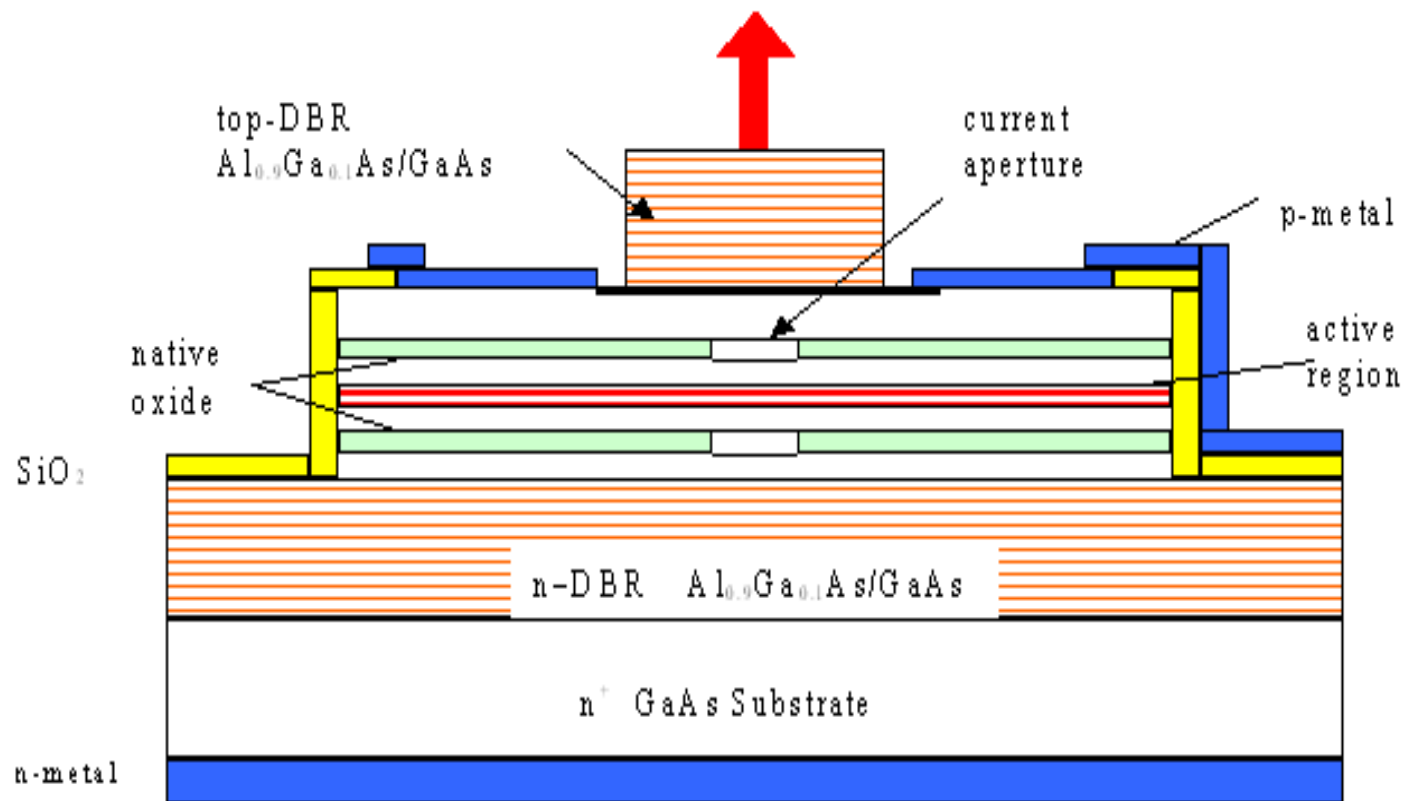 top-DBR
Al₀.₉Ga₀.₁As/GaAs
current
aperture
p-metal
native
oxide
active
region
SiO₂
n-DBR Al₀.₉Ga₀.₁As/GaAs
n⁺ GaAs Substrate
n-metal